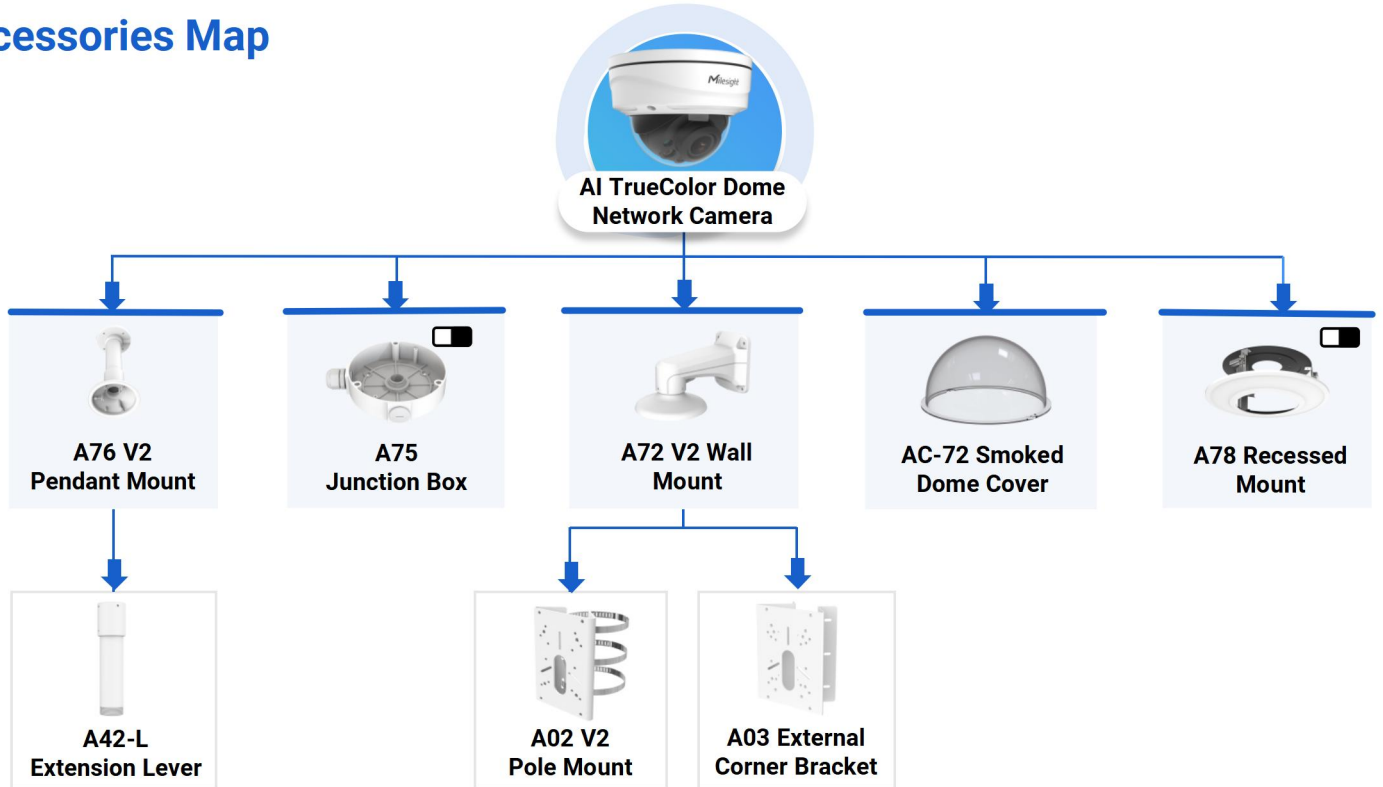 cessories Map
Milesight
AI TrueColor Dome
Network Camera
A76 V2
Pendant Mount
A75
Junction Box
A72 V2 Wall
Mount
AC-72 Smoked
Dome Cover
A78 Recessed
Mount
A42-L
Extension Lever
A02 V2
Pole Mount
A03 External
Corner Bracket